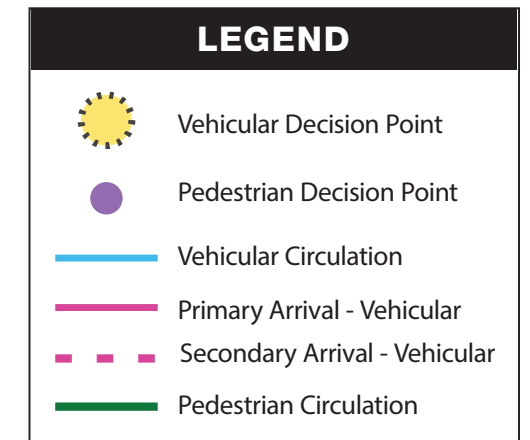 LEGEND
Vehicular Decision Point
Pedestrian Decision Point
Vehicular Circulation
Primary Arrival - Vehicular
Secondary Arrival - Vehicular
Pedestrian Circulation